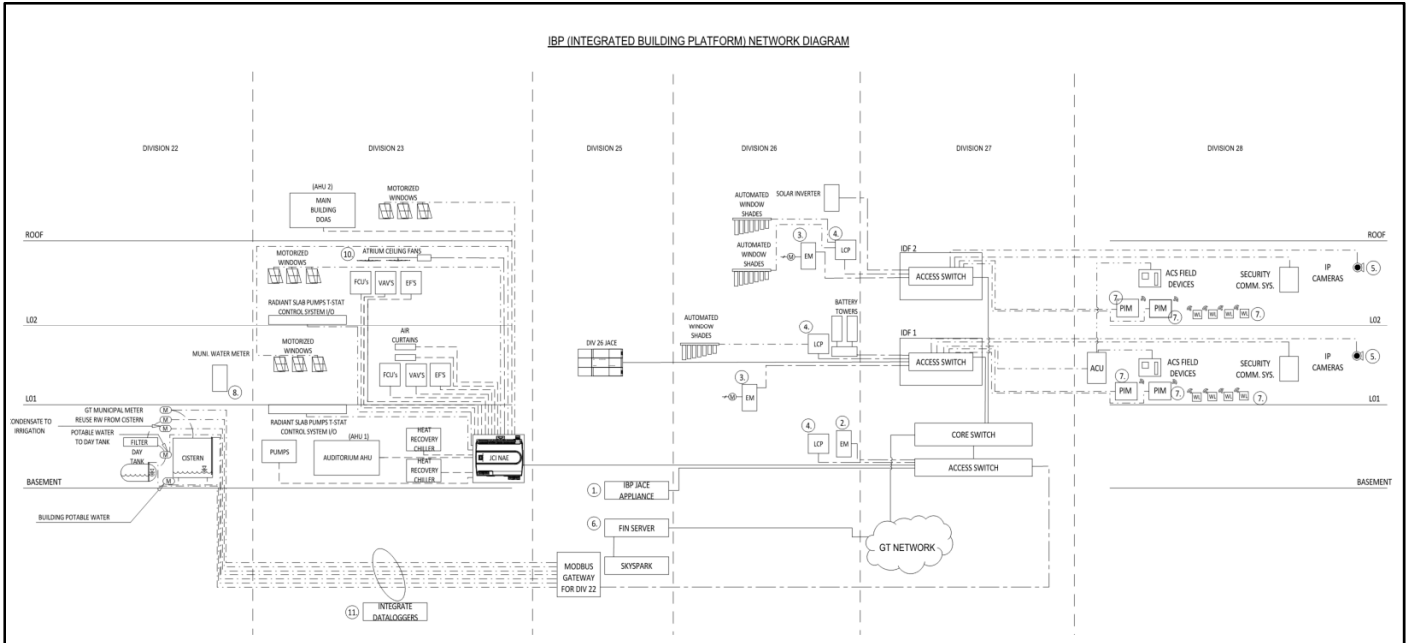 IBP (INTEGRATED BUILDING PLATFORM) NETWORK DIAGRAM
DIVISION 22
DIVISION 23
DIVISION 25
DIVISION 26
DIVISION 27
DIVISION 28
(AHU 2)
MAIN
BUILDING
DOAS
MOTORIZED
WINDOWS
ROOF
10.
ATRIUM CEILING FANS
MOTORIZED
WINDOWS
FCU's
VAV'S
EF'S
RADIANT SLAB PUMPS T-STAT
CONTROL SYSTEM I/O
L02
AIR
CURTAINS
MOTORIZED
WINDOWS
MUNI. WATER METER
8.
FCU's
VAV'S
EF'S
L01
GT MUNICIPAL METER
REUSE RW FROM CISTERN
CONDENSATE TO
IRRIGATION
POTABLE WATER
TO DAY TANK
FILTER
DAY
TANK
CISTERN
M
M
M
M
BASEMENT
BUILDING POTABLE WATER
RADIANT SLAB PUMPS T-STAT
CONTROL SYSTEM I/O
PUMPS
(AHU 1)
AUDITORIUM AHU
HEAT
RECOVERY
CHILLER
HEAT
RECOVERY
CHILLER
JCI NAE
11.
INTEGRATE
DATALOGGERS
DIV 26 JACE
1.
IBP JACE
APPLIANCE
6.
FIN SERVER
SKYSPARK
MODBUS
GATEWAY
FOR DIV 22
SOLAR INVERTER
AUTOMATED
WINDOW
SHADES
AUTOMATED
WINDOW
SHADES
3.
M
EM
4.
LCP
AUTOMATED
WINDOW
SHADES
BATTERY
TOWERS
4.
LCP
3.
M
EM
4.
LCP
2.
EM
IDF 2
ACCESS SWITCH
IDF 1
ACCESS SWITCH
CORE SWITCH
ACCESS SWITCH
GT NETWORK
ROOF
ACS FIELD
DEVICES
SECURITY
COMM. SYS.
IP
CAMERAS
5.
7.
PIM
PIM
7.
WL
WL
WL
WL
7.
L02
ACU
ACS FIELD
DEVICES
SECURITY
COMM. SYS.
IP
CAMERAS
5.
7.
PIM
PIM
7.
WL
WL
WL
WL
7.
L01
BASEMENT